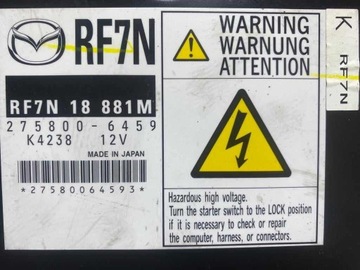 RF7N
RF7N 18 881M
275800-6459
K4238 12V
MADE IN JAPAN
*27580064593*
WARNING
WARNUNG
ATTENTION
Hazardous high voltage.
Turn the starter switch to the LOCK position
if it is necessary to check or repair
the computer, harness, or connectors.
K
RF7N